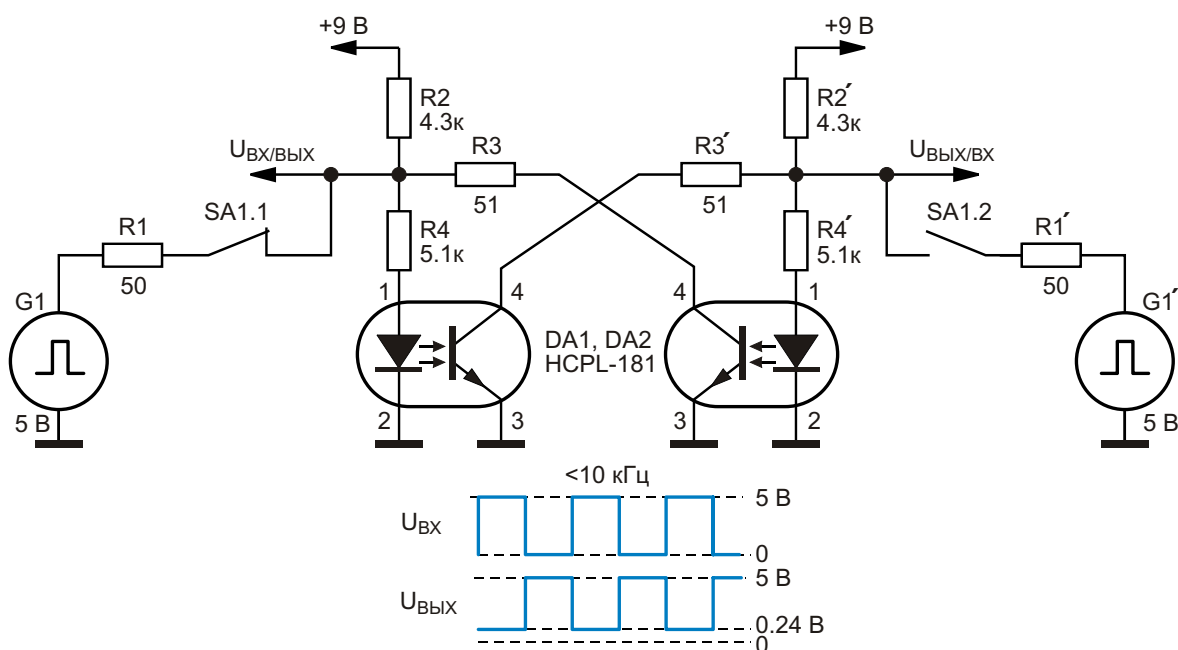 +9 В
+9 В
R2
4.3к
R2′
4.3к
UВХ/ВЫХ
R3
51
R3′
51
UВЫХ/ВХ
SA1.1
SA1.2
R1
50
R4
5.1к
R4′
5.1к
R1′
50
G1
1
4
4
1
G1′
DA1, DA2
HCPL-181
5 В
2
3
3
2
5 В
<10 кГц
UВХ
5 В
0
UВЫХ
5 В
0.24 В
0